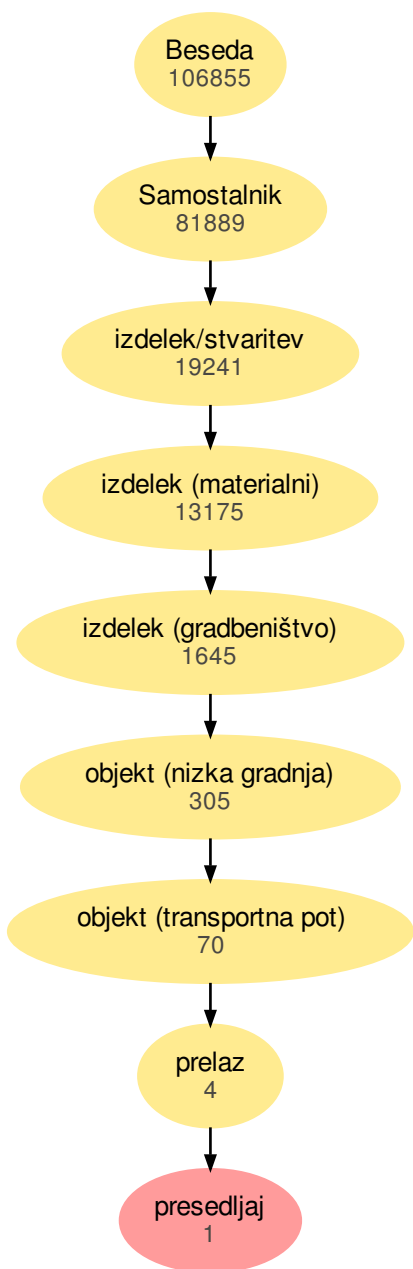 Beseda
106855
Samostalnik
81889
izdelek/stvaritev
19241
izdelek (materialni)
13175
izdelek (gradbeništvo)
1645
objekt (nizka gradnja)
305
objekt (transportna pot)
70
prelaz
4
presedljaj
1